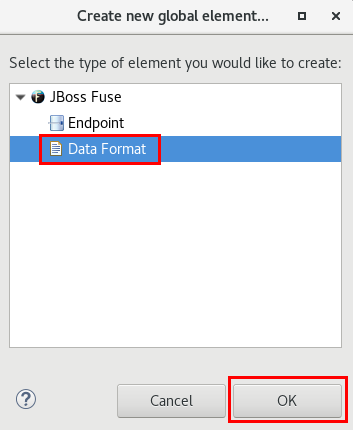 Create new global element...
Select the type of element you would like to create:
JBoss Fuse
Endpoint
Data Format
Cancel
OK